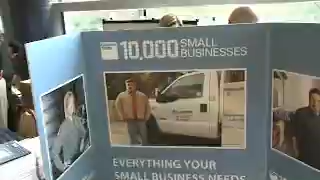 10,000 SMALL
BUSINESSES
EVERYTHING YOUR
SMALL BUSINESS NEEDS